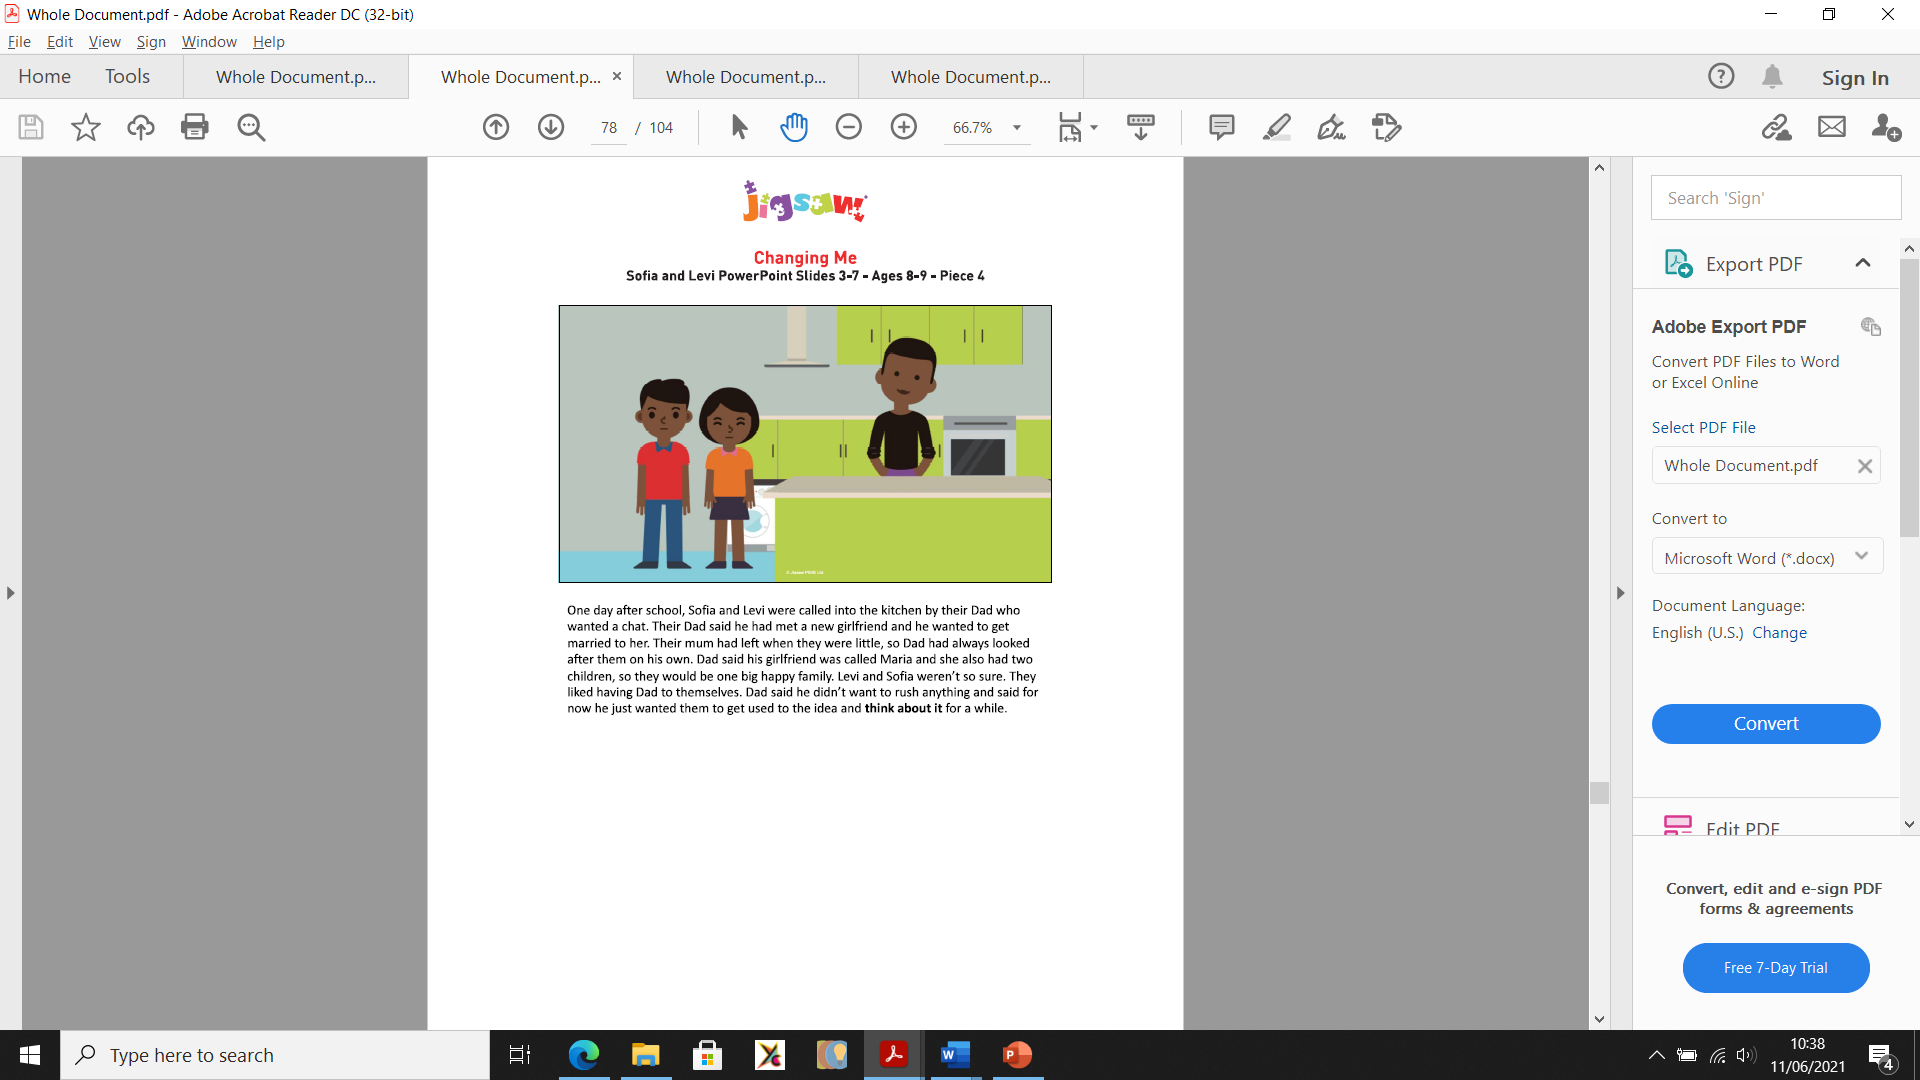 Whole Document.pdf - Adobe Acrobat Reader DC (32-bit)
File Edit View Sign Window Help
Home Tools Whole Document.p... Whole Document.p... Whole Document.p... Whole Document.p... Sign In
78 / 104 66.7%
jigsaw
Changing Me
Sofia and Levi PowerPoint Slides 3-7 - Ages 8-9 - Piece 4
© Jigsaw PSHE Ltd
One day after school, Sofia and Levi were called into the kitchen by their Dad who
wanted a chat. Their Dad said he had met a new girlfriend and he wanted to get
married to her. Their mum had left when they were little, so Dad had always looked
after them on his own. Dad said his girlfriend was called Maria and she also had two
children, so they would be one big happy family. Levi and Sofia weren't so sure. They
liked having Dad to themselves. Dad said he didn't want to rush anything and said for
now he just wanted them to get used to the idea and think about it for a while.
Search 'Sign'
Export PDF
Adobe Export PDF
Convert PDF Files to Word
or Excel Online
Select PDF File
Whole Document.pdf
Convert to
Microsoft Word (*.docx)
Document Language:
English (U.S.) Change
Convert
Edit PDF
Convert, edit and e-sign PDF
forms & agreements
Free 7-Day Trial
Type here to search
10:38
11/06/2021
4